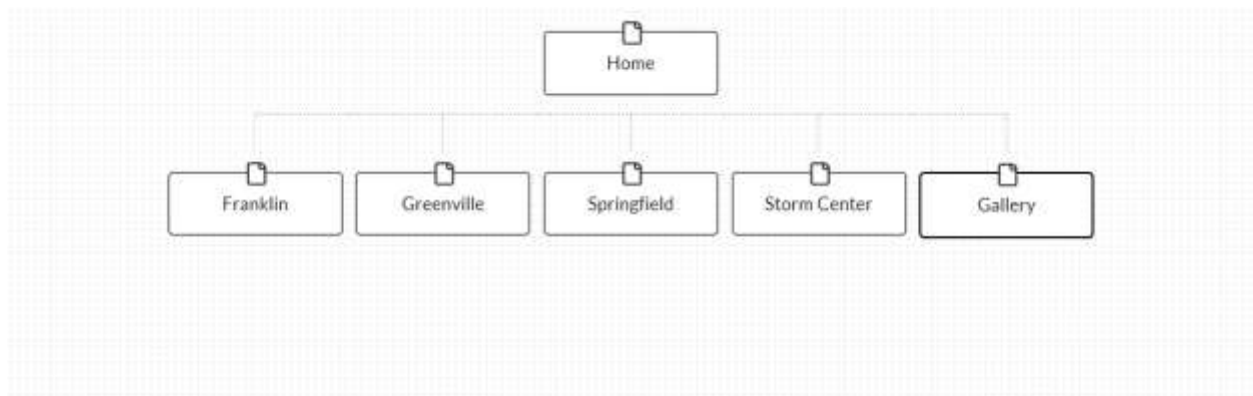 Home
Franklin
Greenville
Springfield
Storm Center
Gallery